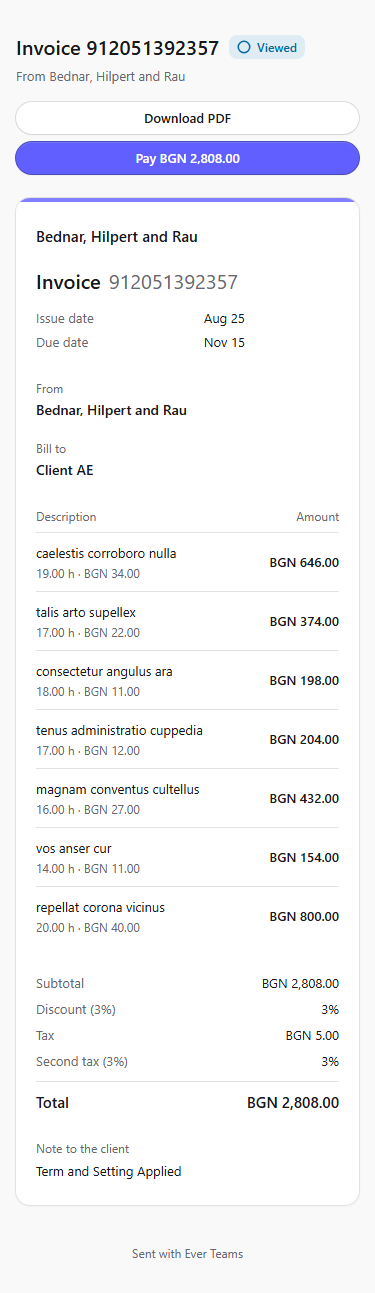 Invoice 912051392357
Viewed
From Bednar, Hilpert and Rau
Download PDF
Pay BGN 2,808.00
Bednar, Hilpert and Rau
Invoice 912051392357
Issue date Aug 25
Due date Nov 15
From
Bednar, Hilpert and Rau
Bill to
Client AE
Description Amount
caelestis corroboro nulla
19.00 h · BGN 34.00
BGN 646.00
talis arto supellex
17.00 h · BGN 22.00
BGN 374.00
consectetur angulus ara
18.00 h · BGN 11.00
BGN 198.00
tenus administratio cuppedia
17.00 h · BGN 12.00
BGN 204.00
magnam conventus cultellus
16.00 h · BGN 27.00
BGN 432.00
vos anser cur
14.00 h · BGN 11.00
BGN 154.00
repellat corona vicinus
20.00 h · BGN 40.00
BGN 800.00
Subtotal BGN 2,808.00
Discount (3%) 3%
Tax BGN 5.00
Second tax (3%) 3%
Total BGN 2,808.00
Note to the client
Term and Setting Applied
Sent with Ever Teams